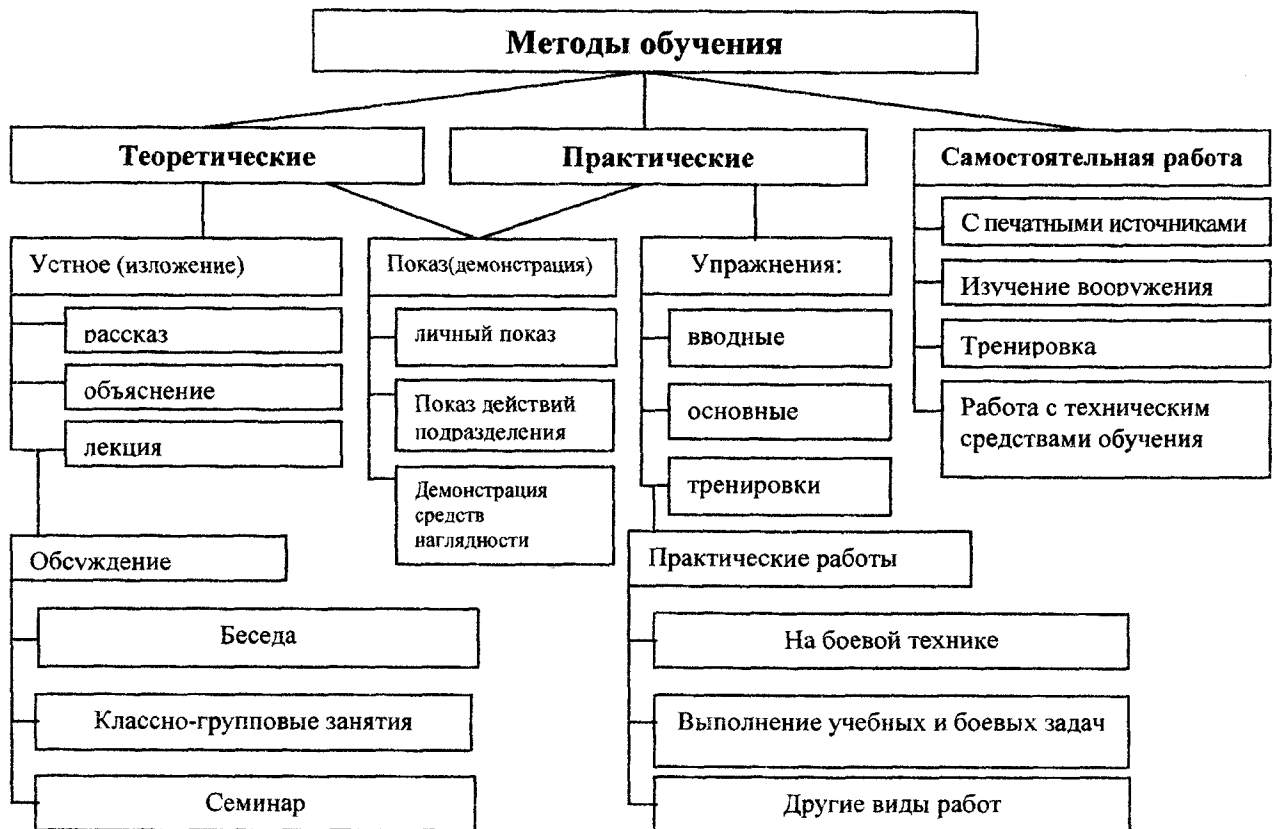 Методы обучения
Теоретические
Практические
Самостоятельная работа
Устное (изложение)
рассказ
объяснение
лекция
Обсуждение
Беседа
Классно-групповые занятия
Семинар
Показ(демонстрация)
личный показ
Показ действий
подразделения
Демонстрация
средств
наглядности
Упражнения:
вводные
основные
тренировки
Практические работы
На боевой технике
Выполнение учебных и боевых задач
Другие виды работ
С печатными источниками
Изучение вооружения
Тренировка
Работа с техническим
средствами обучения